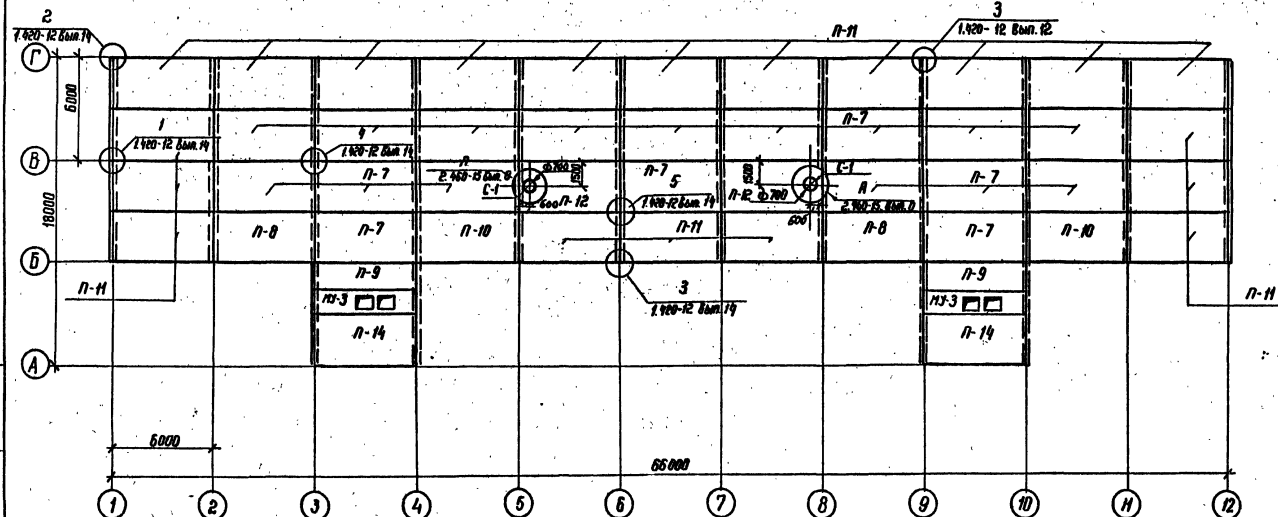 2
1.420-12 Вып.14
3
1.420-12 Вып.12
П-11
Г
6000
1
1.420-12 Вып.14
4
1.420-12 Вып.14
П-7
В
18000
П-7
2.460-15 Вып.0
С-1
ф700
1500
600
П-12
П-7
5
1.420-12 Вып.14
1500
С-1
А
2.460-15 Вып.0
П-12
ф700
600
П-7
П-8
П-7
П-10
П-11
П-8
П-7
П-10
Б
П-11
П-9
МУ-3
П-14
3
1.420-12 Вып.14
П-9
МУ-3
П-14
П-11
А
6000
66000
1 2 3 4 5 6 7 8 9 10 11 12